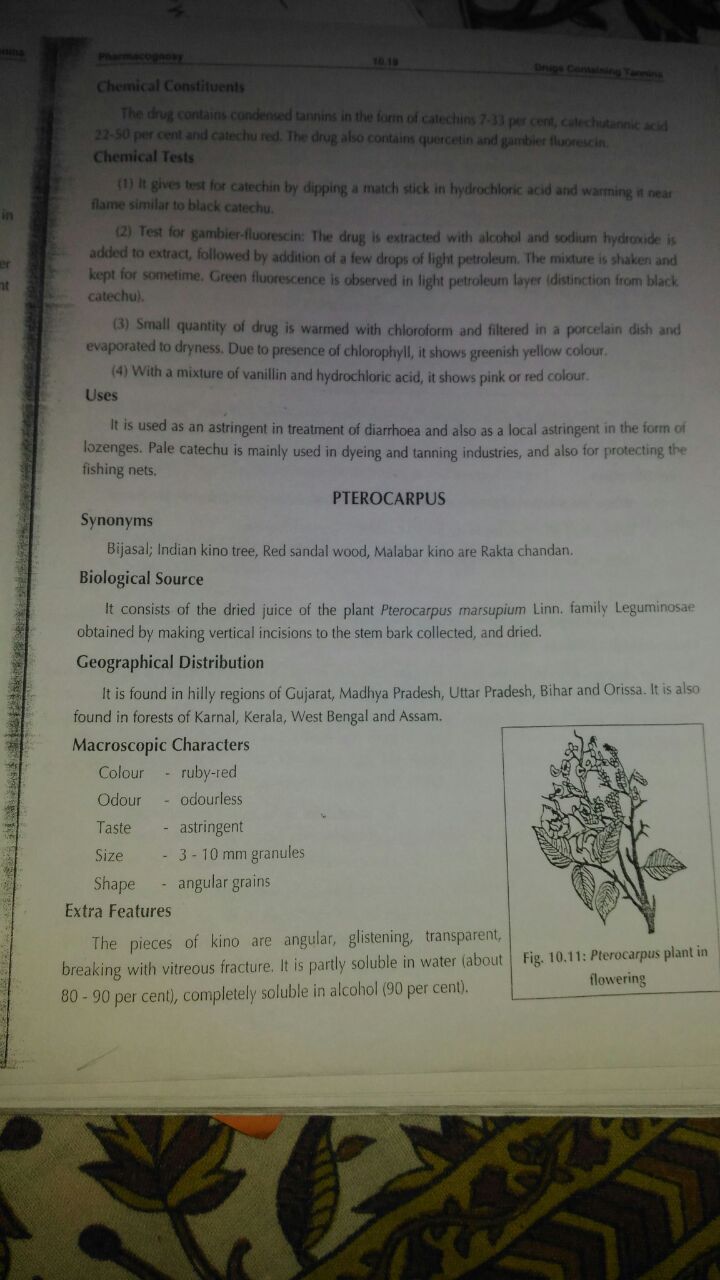 Pharmacognosy 10.19 Drugs Containing Tannins
Chemical Constituents
The drug contains condensed tannins in the form of catechins 7-33 per cent, catechutannic acid
22-50 per cent and catechu red. The drug also contains quercetin and gambier fluorescin.
Chemical Tests
(1) It gives test for catechin by dipping a match stick in hydrochloric acid and warming it near
flame similar to black catechu.
(2) Test for gambier-fluorescin: The drug is extracted with alcohol and sodium hydroxide is
added to extract, followed by addition of a few drops of light petroleum. The mixture is shaken and
kept for sometime. Green fluorescence is observed in light petroleum layer (distinction from black
catechu).
(3) Small quantity of drug is warmed with chloroform and filtered in a porcelain dish and
evaporated to dryness. Due to presence of chlorophyll, it shows greenish yellow colour.
(4) With a mixture of vanillin and hydrochloric acid, it shows pink or red colour.
Uses
It is used as an astringent in treatment of diarrhoea and also as a local astringent in the form of
lozenges. Pale catechu is mainly used in dyeing and tanning industries, and also for protecting the
fishing nets.
PTEROCARPUS
Synonyms
Bijasal; Indian kino tree, Red sandal wood, Malabar kino are Rakta chandan.
Biological Source
It consists of the dried juice of the plant Pterocarpus marsupium Linn. family Leguminosae
obtained by making vertical incisions to the stem bark collected, and dried.
Geographical Distribution
It is found in hilly regions of Gujarat, Madhya Pradesh, Uttar Pradesh, Bihar and Orissa. It is also
found in forests of Karnal, Kerala, West Bengal and Assam.
Macroscopic Characters
Colour - ruby-red
Odour - odourless
Taste - astringent
Size - 3 - 10 mm granules
Shape - angular grains
Extra Features
The pieces of kino are angular, glistening, transparent,
breaking with vitreous fracture. It is partly soluble in water (about
80 - 90 per cent), completely soluble in alcohol (90 per cent).
Fig. 10.11: Pterocarpus plant in
flowering